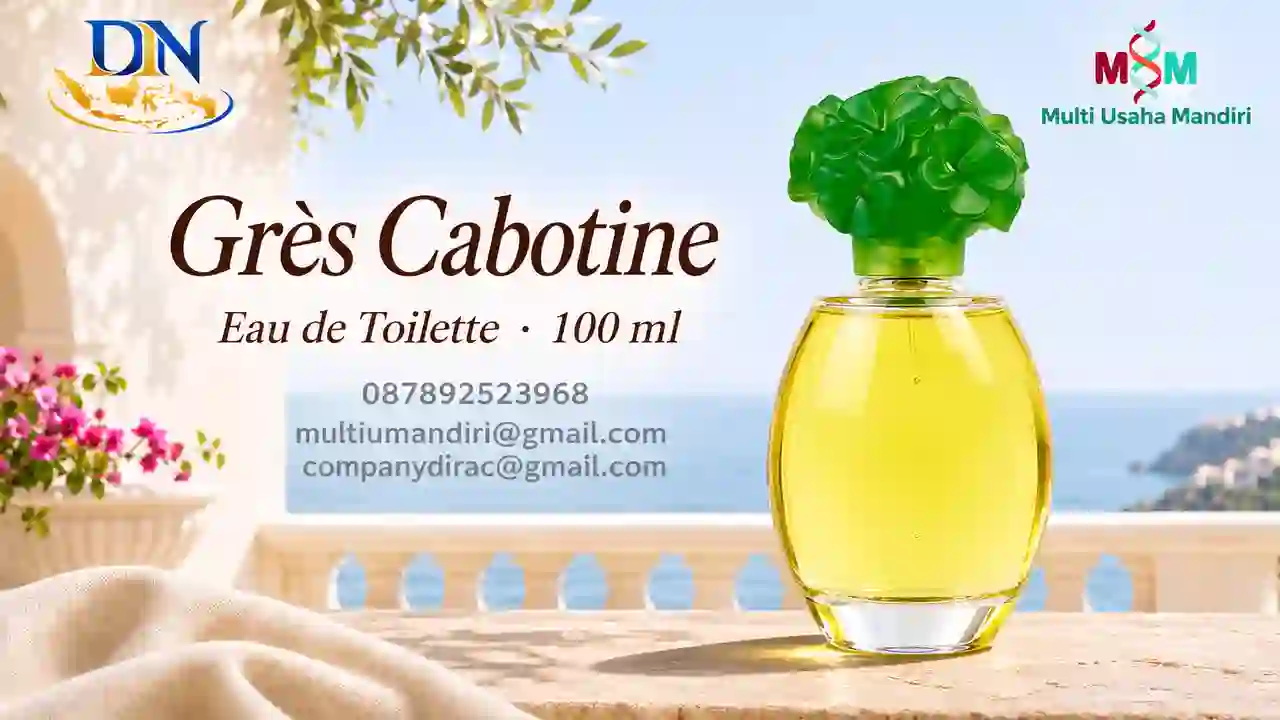 DN
MSM
Multi Usaha Mandiri
Grès Cabotine
Eau de Toilette · 100 ml
087892523968
multiumandiri@gmail.com
companydirac@gmail.com